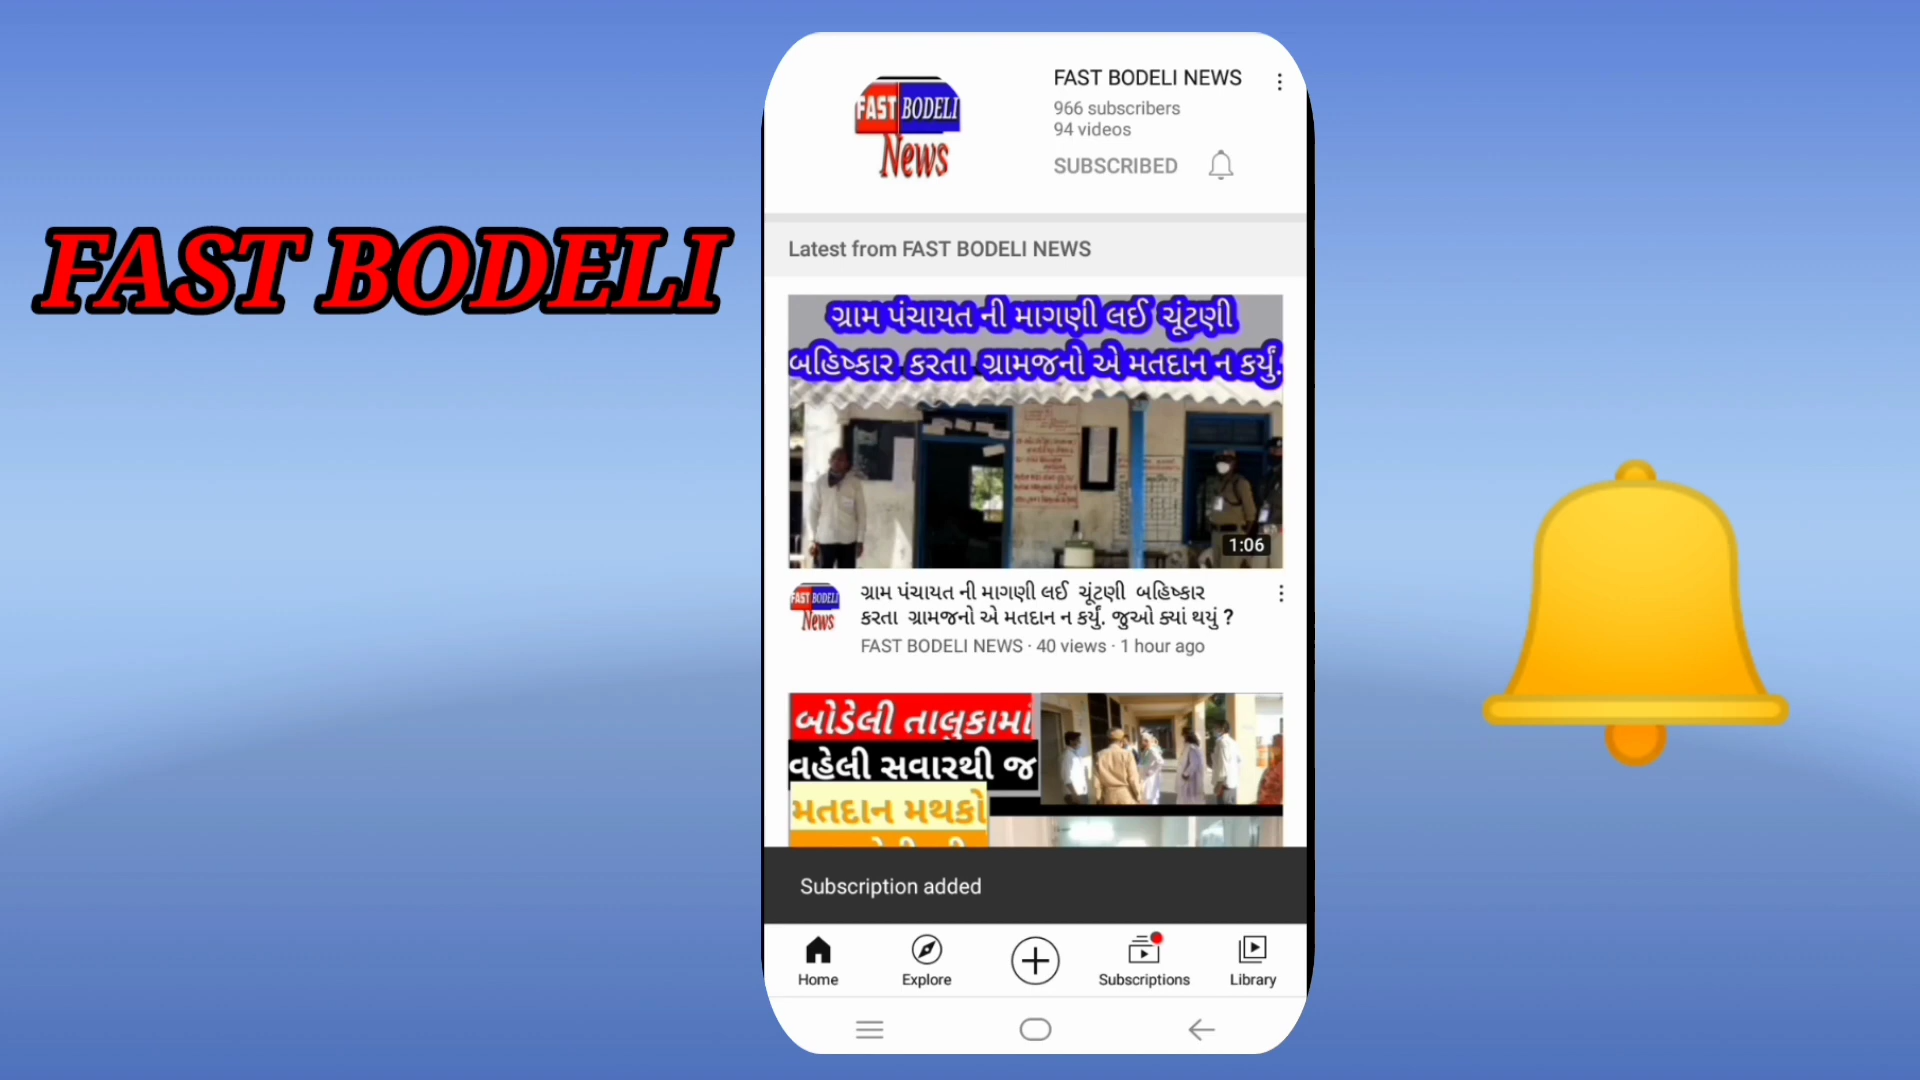 FAST BODELI
FAST BODELI
News
FAST BODELI NEWS
966 subscribers
94 videos
SUBSCRIBED
Latest from FAST BODELI NEWS
ગ્રામ પંચાયત ની માગણી લઈ ચૂંટણી
બહિષ્કાર કરતા ગ્રામજનો એ મતદાન ન કર્યું.
1:06
FAST BODELI
News
ગ્રામ પંચાયત ની માગણી લઈ ચૂંટણી બહિષ્કાર
કરતા ગ્રામજનો એ મતદાન ન કર્યું. જુઓ ક્યાં થયું ?
FAST BODELI NEWS · 40 views · 1 hour ago
બોડેલી તાલુકામાં
વહેલી સવારથી જ
મતદાન મથકો
Subscription added
Home
Explore
Subscriptions
Library